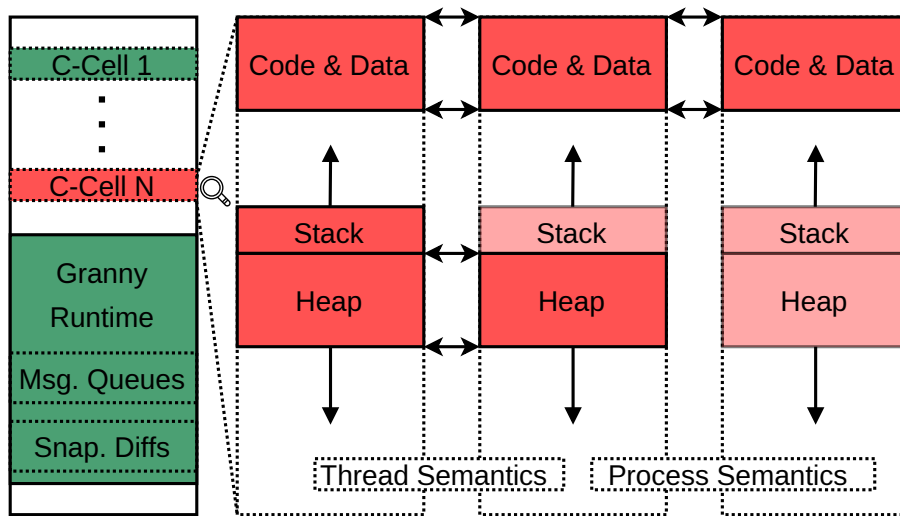 C-Cell 1
C-Cell N
Granny
Runtime
Msg. Queues
Snap. Diffs
Code & Data
Code & Data
Code & Data
Stack
Stack
Stack
Heap
Heap
Heap
Thread Semantics
Process Semantics